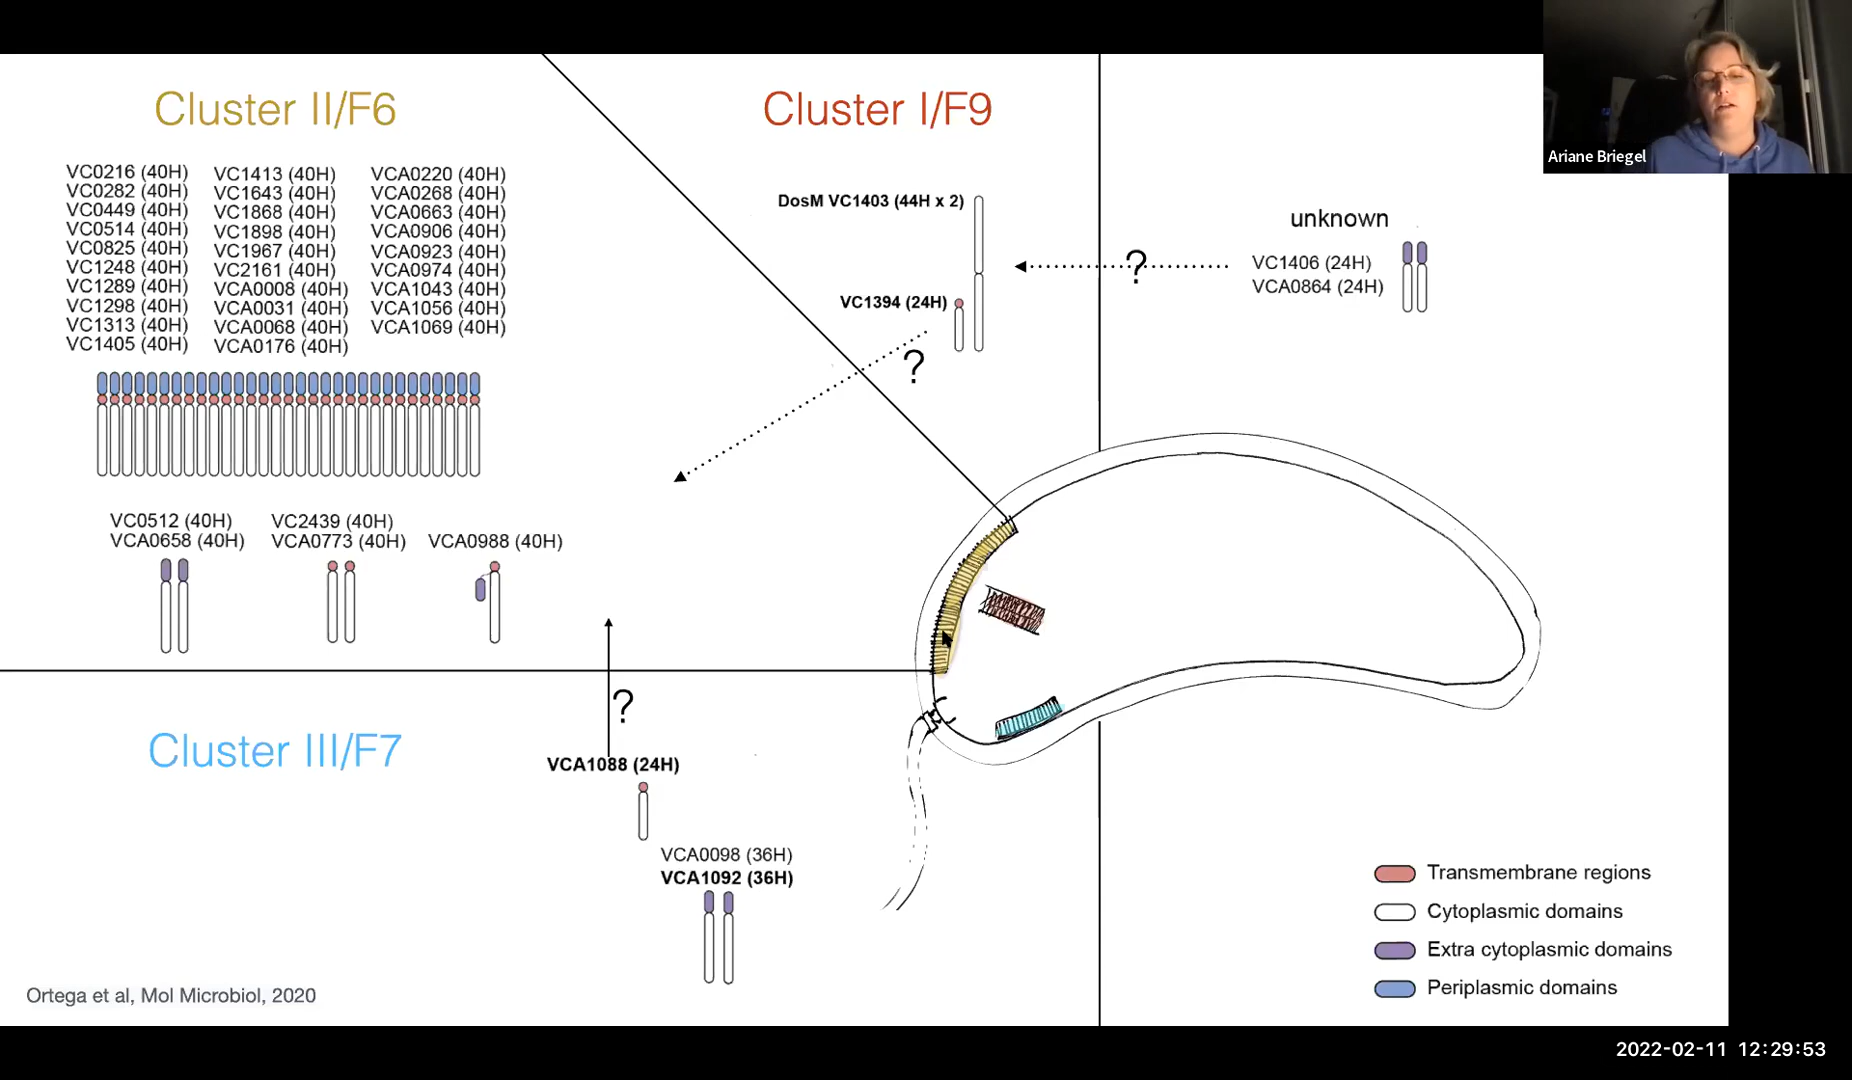 Cluster II/F6
VC0216 (40H)
VC0282 (40H)
VC0449 (40H)
VC0514 (40H)
VC0825 (40H)
VC1248 (40H)
VC1289 (40H)
VC1298 (40H)
VC1313 (40H)
VC1405 (40H)
VC1413 (40H)
VC1643 (40H)
VC1868 (40H)
VC1898 (40H)
VC1967 (40H)
VC2161 (40H)
VCA0008 (40H)
VCA0031 (40H)
VCA0068 (40H)
VCA0176 (40H)
VCA0220 (40H)
VCA0268 (40H)
VCA0663 (40H)
VCA0906 (40H)
VCA0923 (40H)
VCA0974 (40H)
VCA1043 (40H)
VCA1056 (40H)
VCA1069 (40H)
VC0512 (40H)
VCA0658 (40H)
VC2439 (40H)
VCA0773 (40H)
VCA0988 (40H)
Cluster I/F9
DosM VC1403 (44H x 2)
VC1394 (24H)
?
?
unknown
VC1406 (24H)
VCA0864 (24H)
Ariane Briegel
Cluster III/F7
?
VCA1088 (24H)
VCA0098 (36H)
VCA1092 (36H)
Transmembrane regions
Cytoplasmic domains
Extra cytoplasmic domains
Periplasmic domains
Ortega et al, Mol Microbiol, 2020
2022-02-11 12:29:53